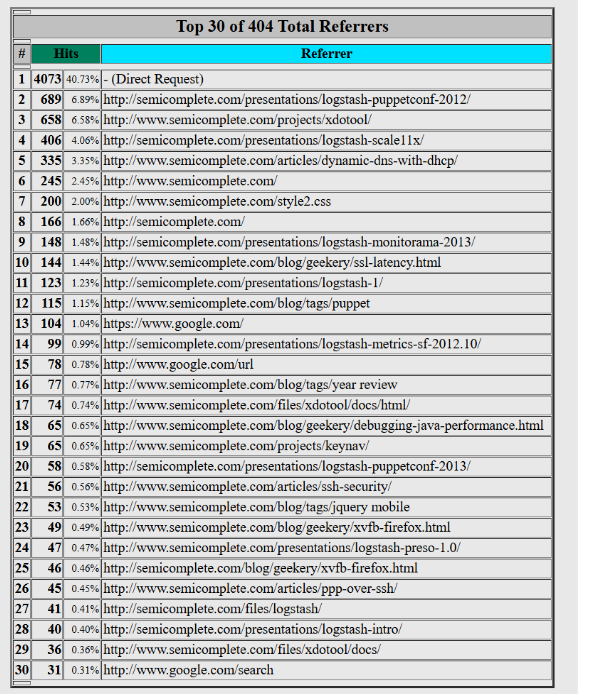 Top 30 of 404 Total Referrers
# Hits Referrer
1 4073 40.73% - (Direct Request)
2 689 6.89% http://semicomplete.com/presentations/logstash-puppetconf-2012/
3 658 6.58% http://www.semicomplete.com/projects/xdotool/
4 406 4.06% http://semicomplete.com/presentations/logstash-scale11x/
5 335 3.35% http://www.semicomplete.com/articles/dynamic-dns-with-dhcp/
6 245 2.45% http://www.semicomplete.com/
7 200 2.00% http://www.semicomplete.com/style2.css
8 166 1.66% http://semicomplete.com/
9 148 1.48% http://semicomplete.com/presentations/logstash-monitorama-2013/
10 144 1.44% http://www.semicomplete.com/blog/geekery/ssl-latency.html
11 123 1.23% http://semicomplete.com/presentations/logstash-1/
12 115 1.15% http://www.semicomplete.com/blog/tags/puppet
13 104 1.04% https://www.google.com/
14 99 0.99% http://semicomplete.com/presentations/logstash-metrics-sf-2012.10/
15 78 0.78% http://www.google.com/url
16 77 0.77% http://www.semicomplete.com/blog/tags/year review
17 74 0.74% http://www.semicomplete.com/files/xdotool/docs/html/
18 65 0.65% http://www.semicomplete.com/blog/geekery/debugging-java-performance.html
19 65 0.65% http://www.semicomplete.com/projects/keynav/
20 58 0.58% http://semicomplete.com/presentations/logstash-puppetconf-2013/
21 56 0.56% http://www.semicomplete.com/articles/ssh-security/
22 53 0.53% http://www.semicomplete.com/blog/tags/jquery mobile
23 49 0.49% http://www.semicomplete.com/blog/geekery/xvfb-firefox.html
24 47 0.47% http://www.semicomplete.com/presentations/logstash-preso-1.0/
25 46 0.46% http://semicomplete.com/blog/geekery/xvfb-firefox.html
26 45 0.45% http://www.semicomplete.com/articles/ppp-over-ssh/
27 41 0.41% http://semicomplete.com/files/logstash/
28 40 0.40% http://semicomplete.com/presentations/logstash-intro/
29 36 0.36% http://www.semicomplete.com/files/xdotool/docs/
30 31 0.31% http://www.google.com/search